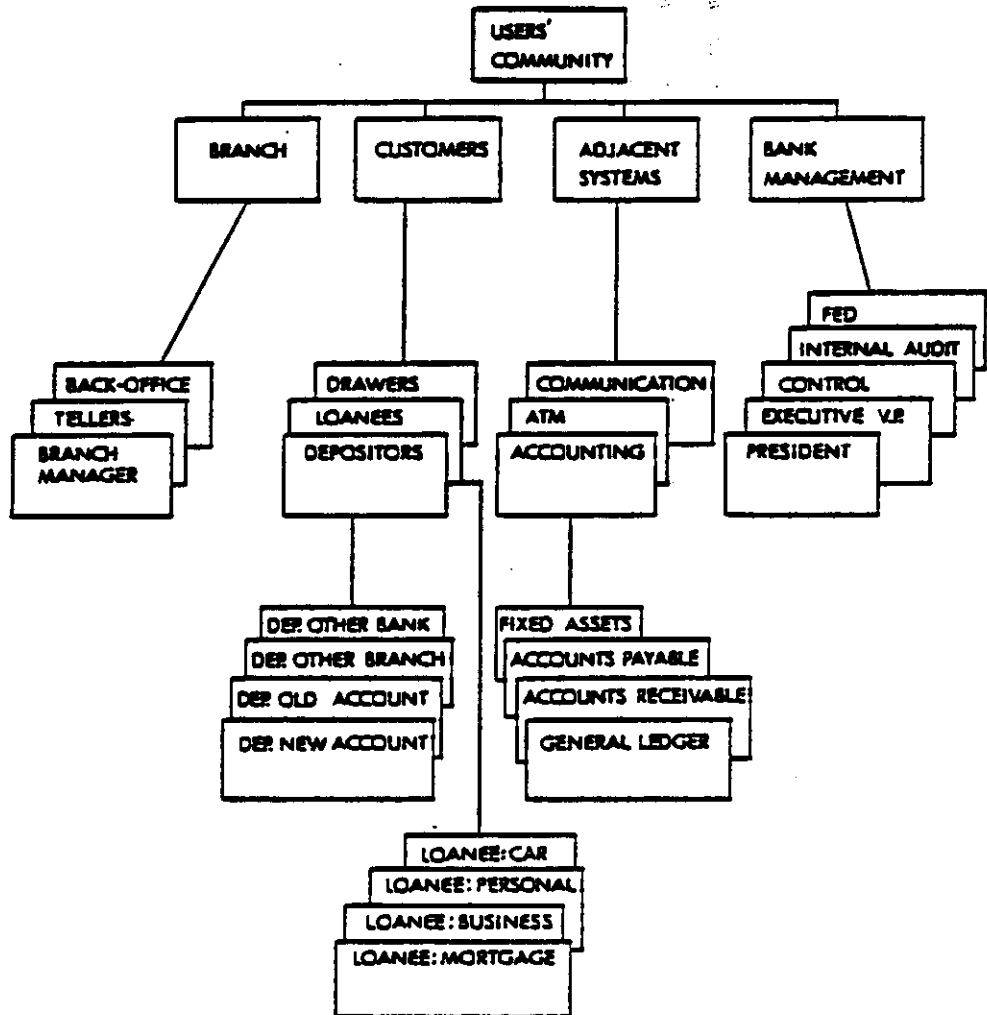 USERS'
COMMUNITY
BRANCH
CUSTOMERS
ADJACENT
SYSTEMS
BANK
MANAGEMENT
FED
INTERNAL AUDIT
CONTROL
EXECUTIVE V.P.
PRESIDENT
BACK-OFFICE
TELLERS
BRANCH
MANAGER
DRAWERS
LOANEES
DEPOSITORS
COMMUNICATION
ATM
ACCOUNTING
DEP. OTHER BANK
DEP. OTHER BRANCH
DEP. OLD ACCOUNT
DEP. NEW ACCOUNT
FIXED ASSETS
ACCOUNTS PAYABLE
ACCOUNTS RECEIVABLE
GENERAL LEDGER
LOANEE: CAR
LOANEE: PERSONAL
LOANEE: BUSINESS
LOANEE: MORTGAGE